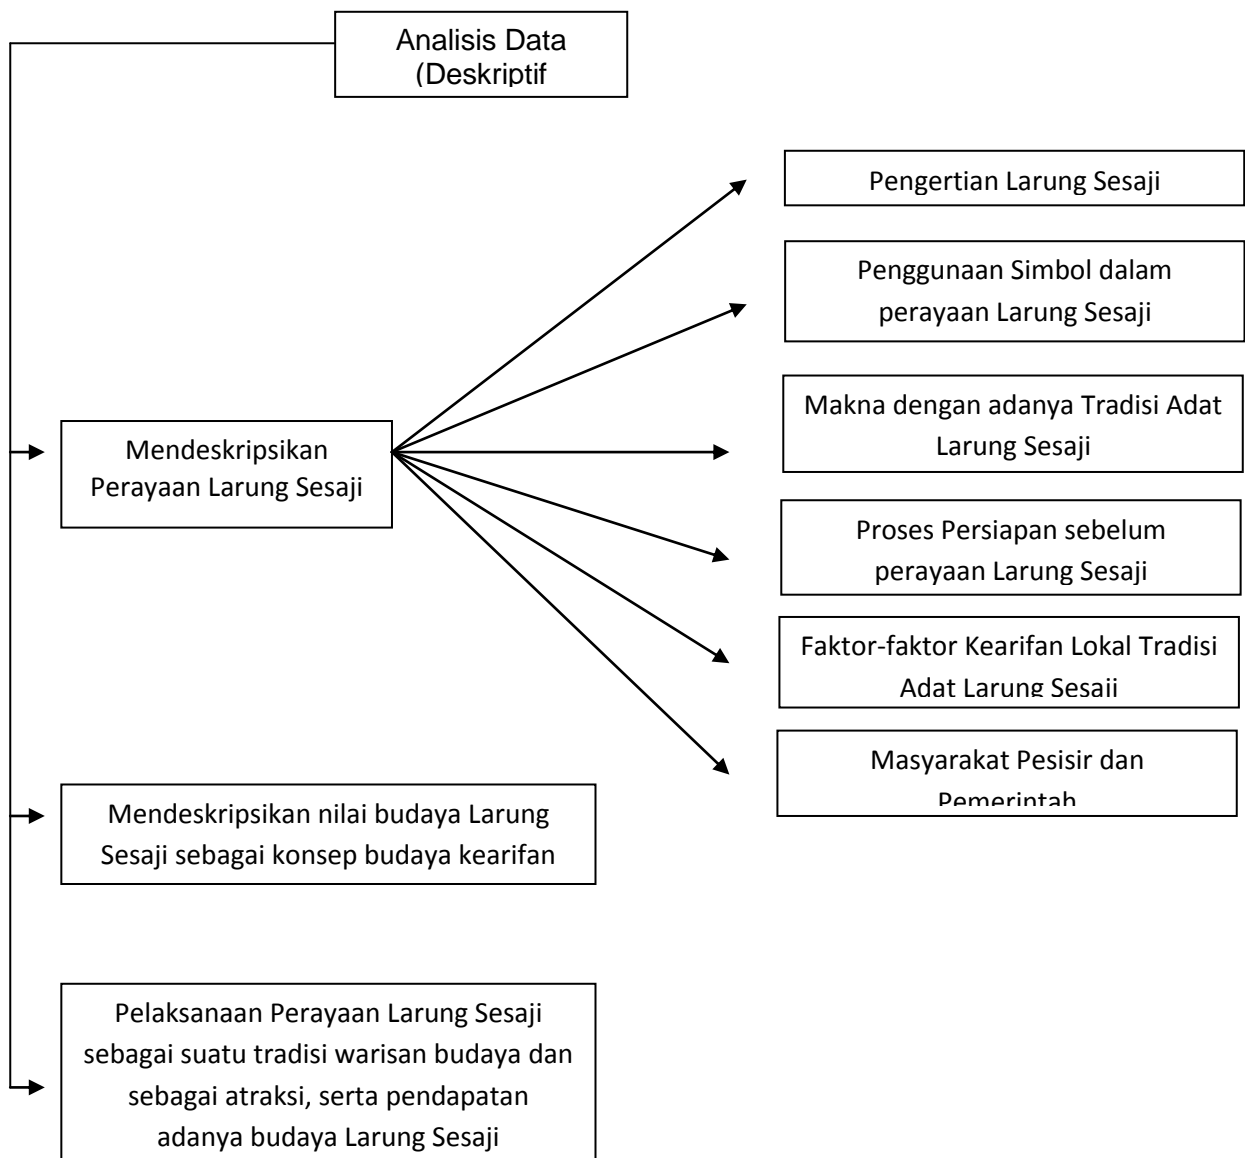 Analisis Data
(Deskriptif
Pengertian Larung Sesaji
Penggunaan Simbol dalam
perayaan Larung Sesaji
Makna dengan adanya Tradisi Adat
Larung Sesaji
Mendeskripsikan
Perayaan Larung Sesaji
Proses Persiapan sebelum
perayaan Larung Sesaji
Faktor-faktor Kearifan Lokal Tradisi
Adat Larung Sesaji
Masyarakat Pesisir dan
Pemerintah
Mendeskripsikan nilai budaya Larung
Sesaji sebagai konsep budaya kearifan
Pelaksanaan Perayaan Larung Sesaji
sebagai suatu tradisi warisan budaya dan
sebagai atraksi, serta pendapatan
adanya budaya Larung Sesaji